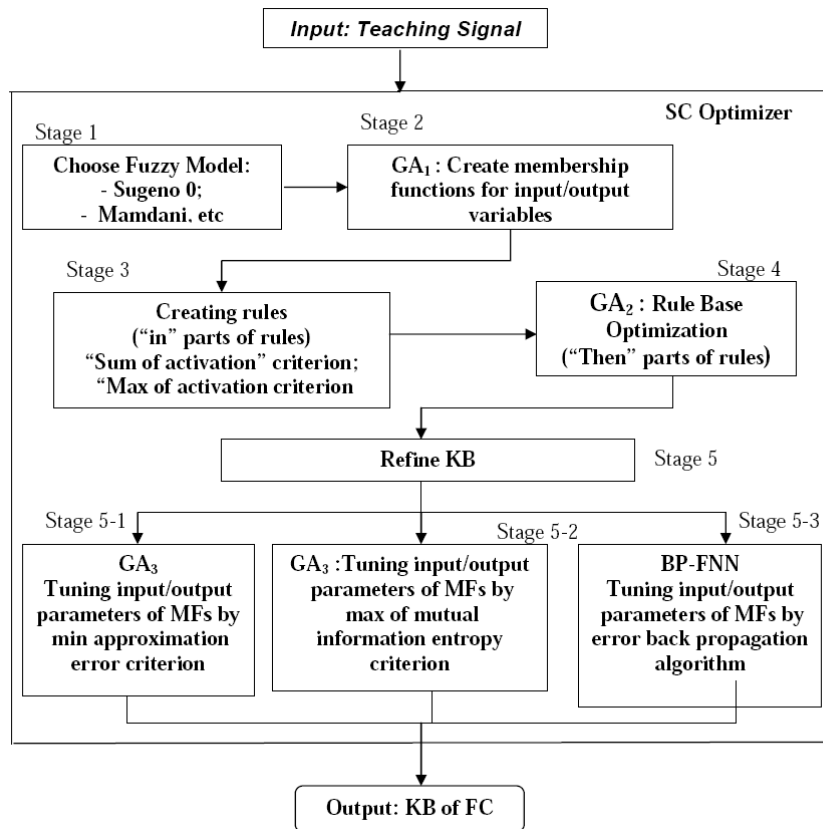 Input: Teaching Signal
SC Optimizer
Stage 1
Choose Fuzzy Model:
- Sugeno 0;
- Mamdani, etc
Stage 2
GA1 : Create membership
functions for input/output
variables
Stage 3
Creating rules
("in" parts of rules)
"Sum of activation" criterion;
"Max of activation criterion
Stage 4
GA2 : Rule Base
Optimization
("Then" parts of rules)
Refine KB
Stage 5
Stage 5-1
GA3
Tuning input/output
parameters of MFs by
min approximation
error criterion
Stage 5-2
GA3 :Tuning input/output
parameters of MFs by
max of mutual
information entropy
criterion
Stage 5-3
BP-FNN
Tuning input/output
parameters of MFs by
error back propagation
algorithm
Output: KB of FC